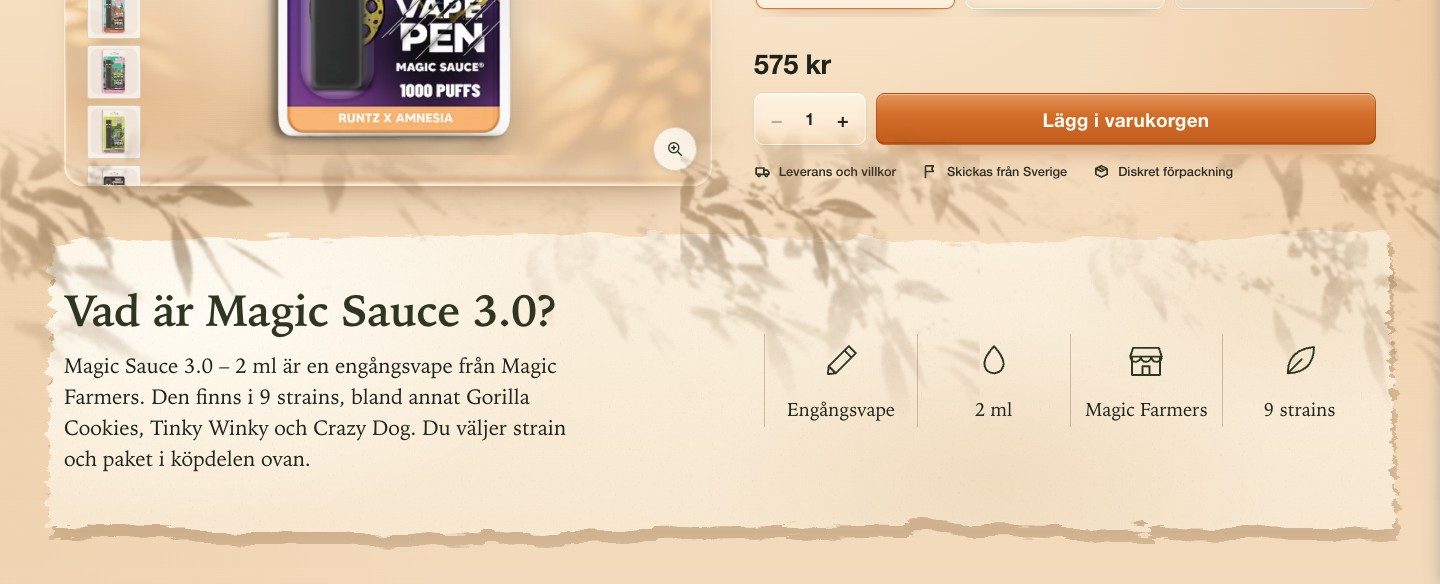 VAPE
PEN
MAGIC SAUCE®
1000 PUFFS
RUNTZ X AMNESIA
575 kr
− 1 +
Lägg i varukorgen
Leverans och villkor
Skickas från Sverige
Diskret förpackning
Vad är Magic Sauce 3.0?
Magic Sauce 3.0 – 2 ml är en engångsvape från Magic
Farmers. Den finns i 9 strains, bland annat Gorilla
Cookies, Tinky Winky och Crazy Dog. Du väljer strain
och paket i köpdelen ovan.
Engångsvape
2 ml
Magic Farmers
9 strains